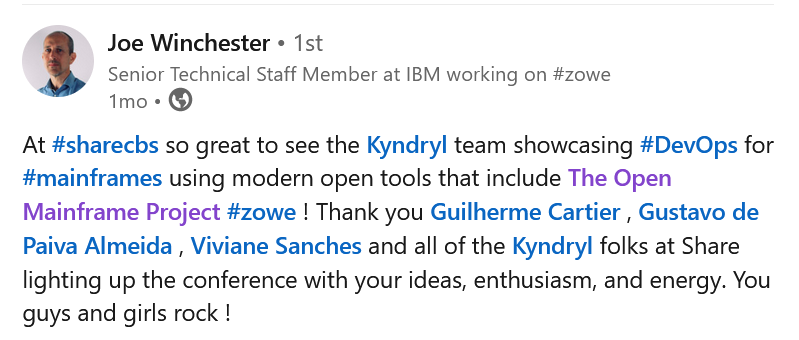 Joe Winchester • 1st
Senior Technical Staff Member at IBM working on #zowe
1mo •
At #sharecbs so great to see the Kyndryl team showcasing #DevOps for
#mainframes using modern open tools that include The Open
Mainframe Project #zowe ! Thank you Guilherme Cartier , Gustavo de
Paiva Almeida , Viviane Sanches and all of the Kyndryl folks at Share
lighting up the conference with your ideas, enthusiasm, and energy. You
guys and girls rock !